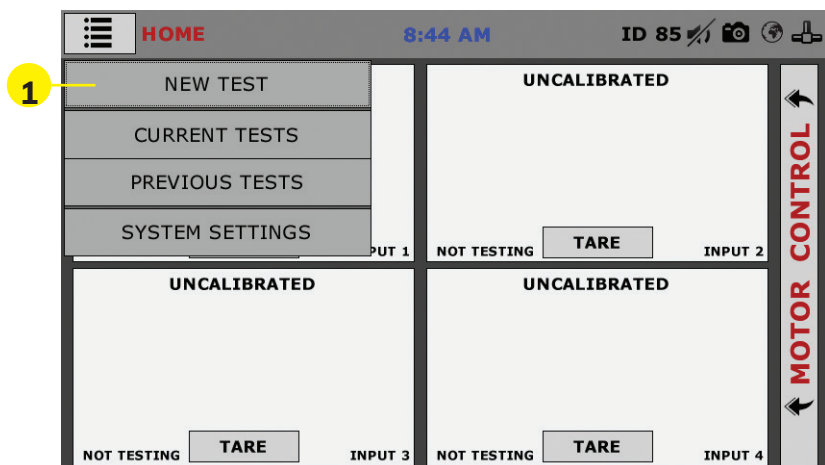 HOME 8:44 AM ID 85
1
NEW TEST
CURRENT TESTS
PREVIOUS TESTS
SYSTEM SETTINGS
PUT 1
UNCALIBRATED
NOT TESTING TARE INPUT 2
UNCALIBRATED
NOT TESTING TARE INPUT 3
UNCALIBRATED
NOT TESTING TARE INPUT 4
MOTOR CONTROL